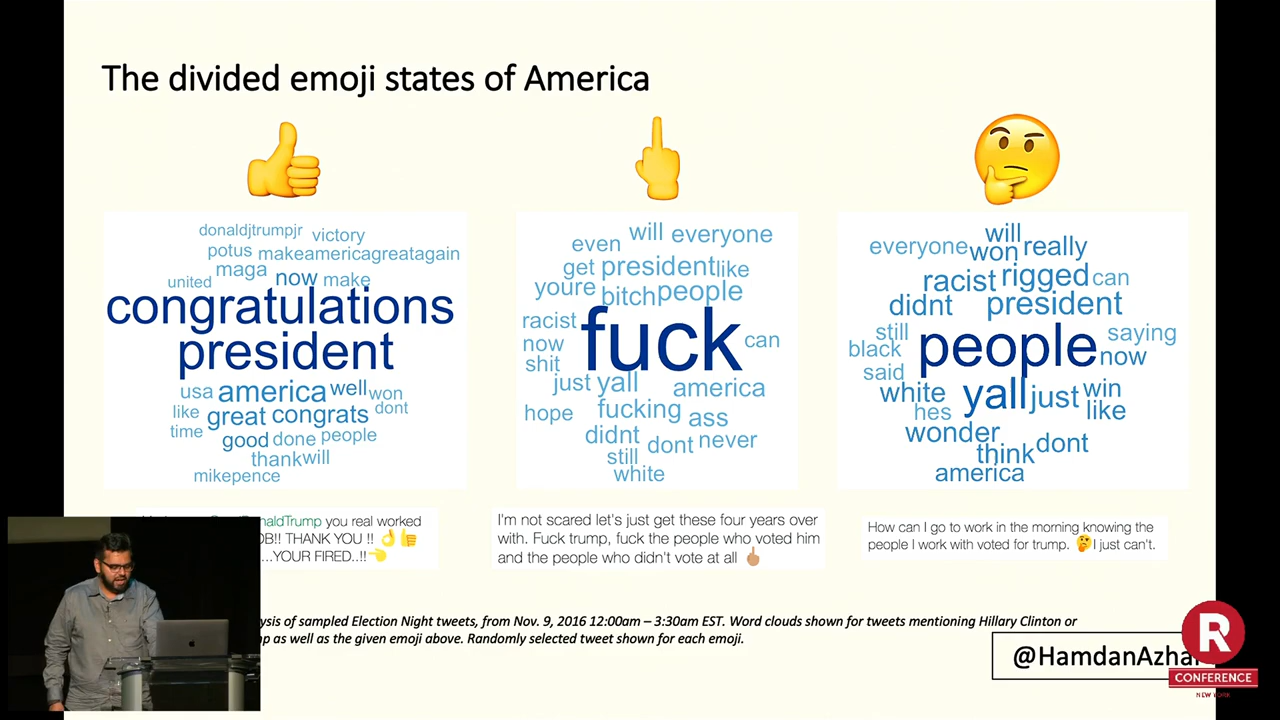 The divided emoji states of America
donaldjtrumpjr victory
potus makeamericagreatagain
maga now make
united
congratulations
president
usa america well won
like great congrats dont
time good done people
thank will
mikepence
will everyone
even
get president like
youre bitch people
racist fuck can
now
shit
just yall america
hope fucking ass
didnt dont never
still
white
will
everyone won really
racist rigged can
didnt president
still people saying
black now
said
white yall just win
hes like
wonder think dont
america
naldTrump you real worked
OB!! THANK YOU !!
...YOUR FIRED..!!
I'm not scared let's just get these four years over
with. Fuck trump, fuck the people who voted him
and the people who didn't vote at all
How can I go to work in the morning knowing the
people I work with voted for trump. I just can't.
ysis of sampled Election Night tweets, from Nov. 9, 2016 12:00am – 3:30am EST. Word clouds shown for tweets mentioning Hillary Clinton or
p as well as the given emoji above. Randomly selected tweet shown for each emoji.
@HamdanAzhar
R
CONFERENCE
NEW YORK